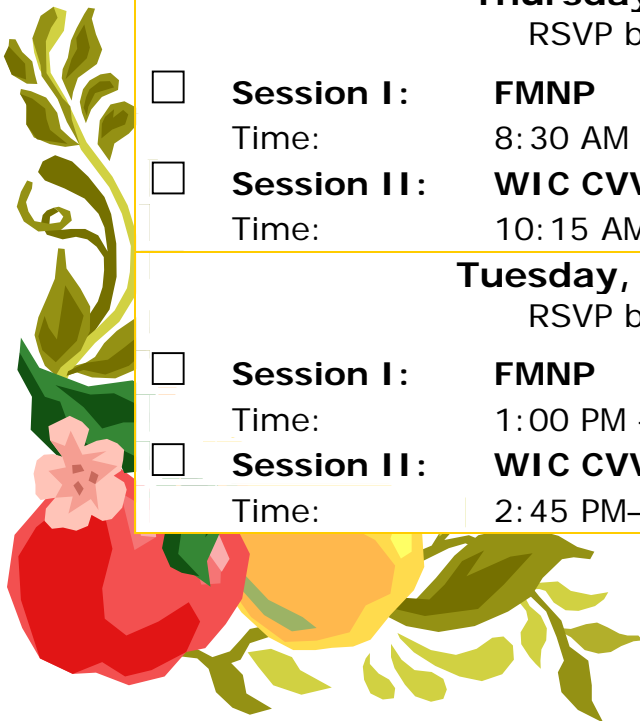 Thursday
RSVP b
Session I: FMNP
Time: 8:30 AM
Session II: WIC CV
Time: 10:15 AM
Tuesday,
RSVP b
Session I: FMNP
Time: 1:00 PM -
Session II: WIC CV
Time: 2:45 PM–